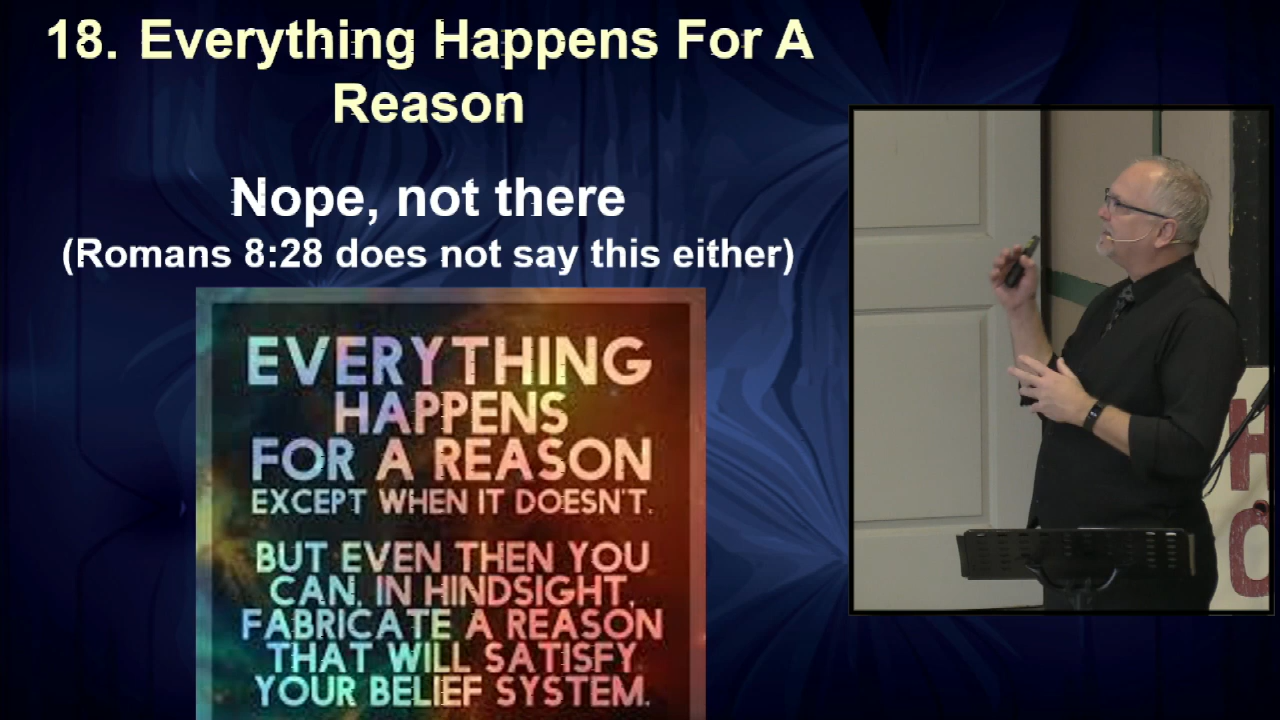 18. Everything Happens For A
Reason
Nope, not there
(Romans 8:28 does not say this either)
EVERYTHING
HAPPENS
FOR A REASON
EXCEPT WHEN IT DOESN'T.
BUT EVEN THEN YOU
CAN, IN HINDSIGHT,
FABRICATE A REASON
THAT WILL SATISFY
YOUR BELIEF SYSTEM.